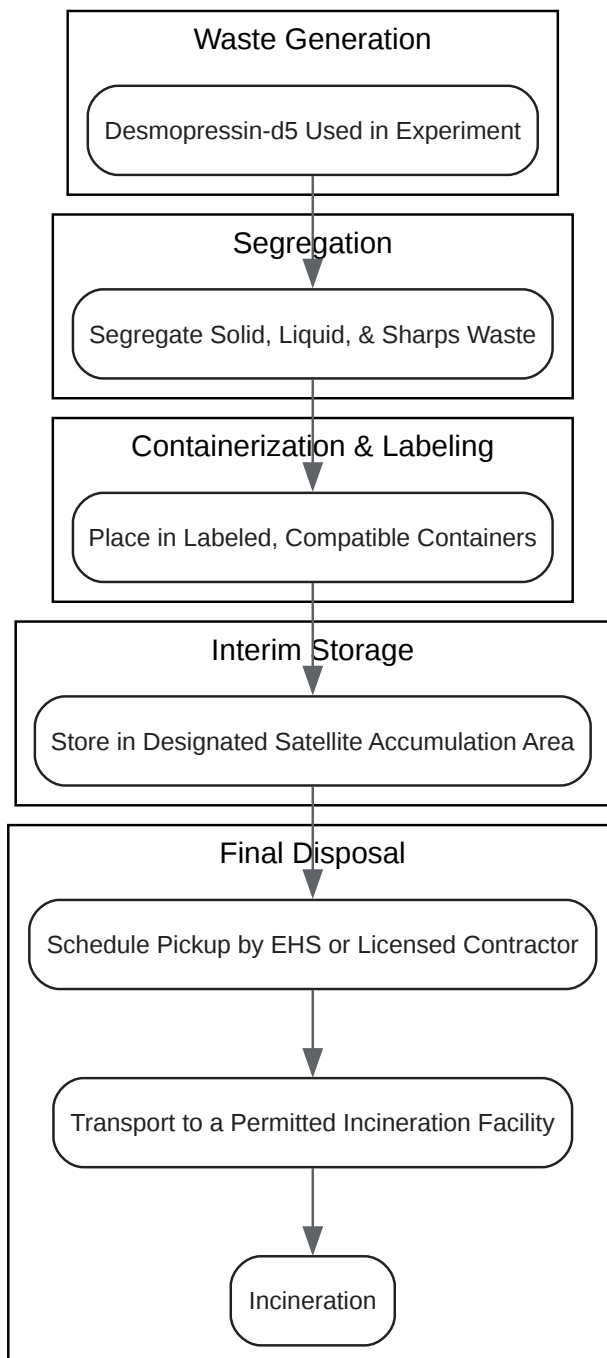 Waste Generation
Desmopressin-d5 Used in Experiment
Segregation
Segregate Solid, Liquid, & Sharps Waste
Containerization & Labeling
Place in Labeled, Compatible Containers
Interim Storage
Store in Designated Satellite Accumulation Area
Final Disposal
Schedule Pickup by EHS or Licensed Contractor
Transport to a Permitted Incineration Facility
Incineration